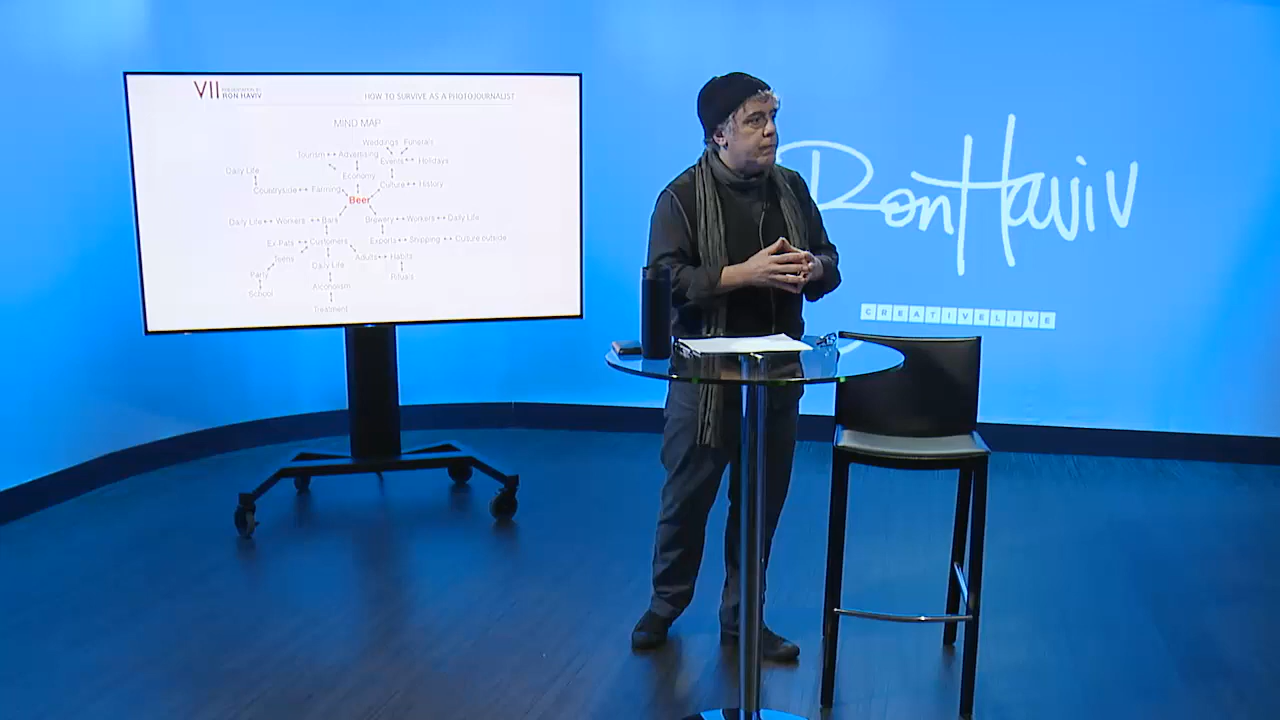 VII
PRESENTATION BY
RON HAVIV
HOW TO SURVIVE AS A PHOTOJOURNALIST
MIND MAP
Weddings Funerals
Tourism Advertising
Events Holidays
Daily Life
Economy
Countryside Farming
Culture History
Beer
Daily Life Workers Bars
Brewery Workers Daily Life
Ex-Pats Customers
Exports Shipping Culture outside
Teens
Adults Habits
Party
Daily Life
Rituals
School
Alcoholism
Treatment
Ron Haviv
CREATIVELIVE